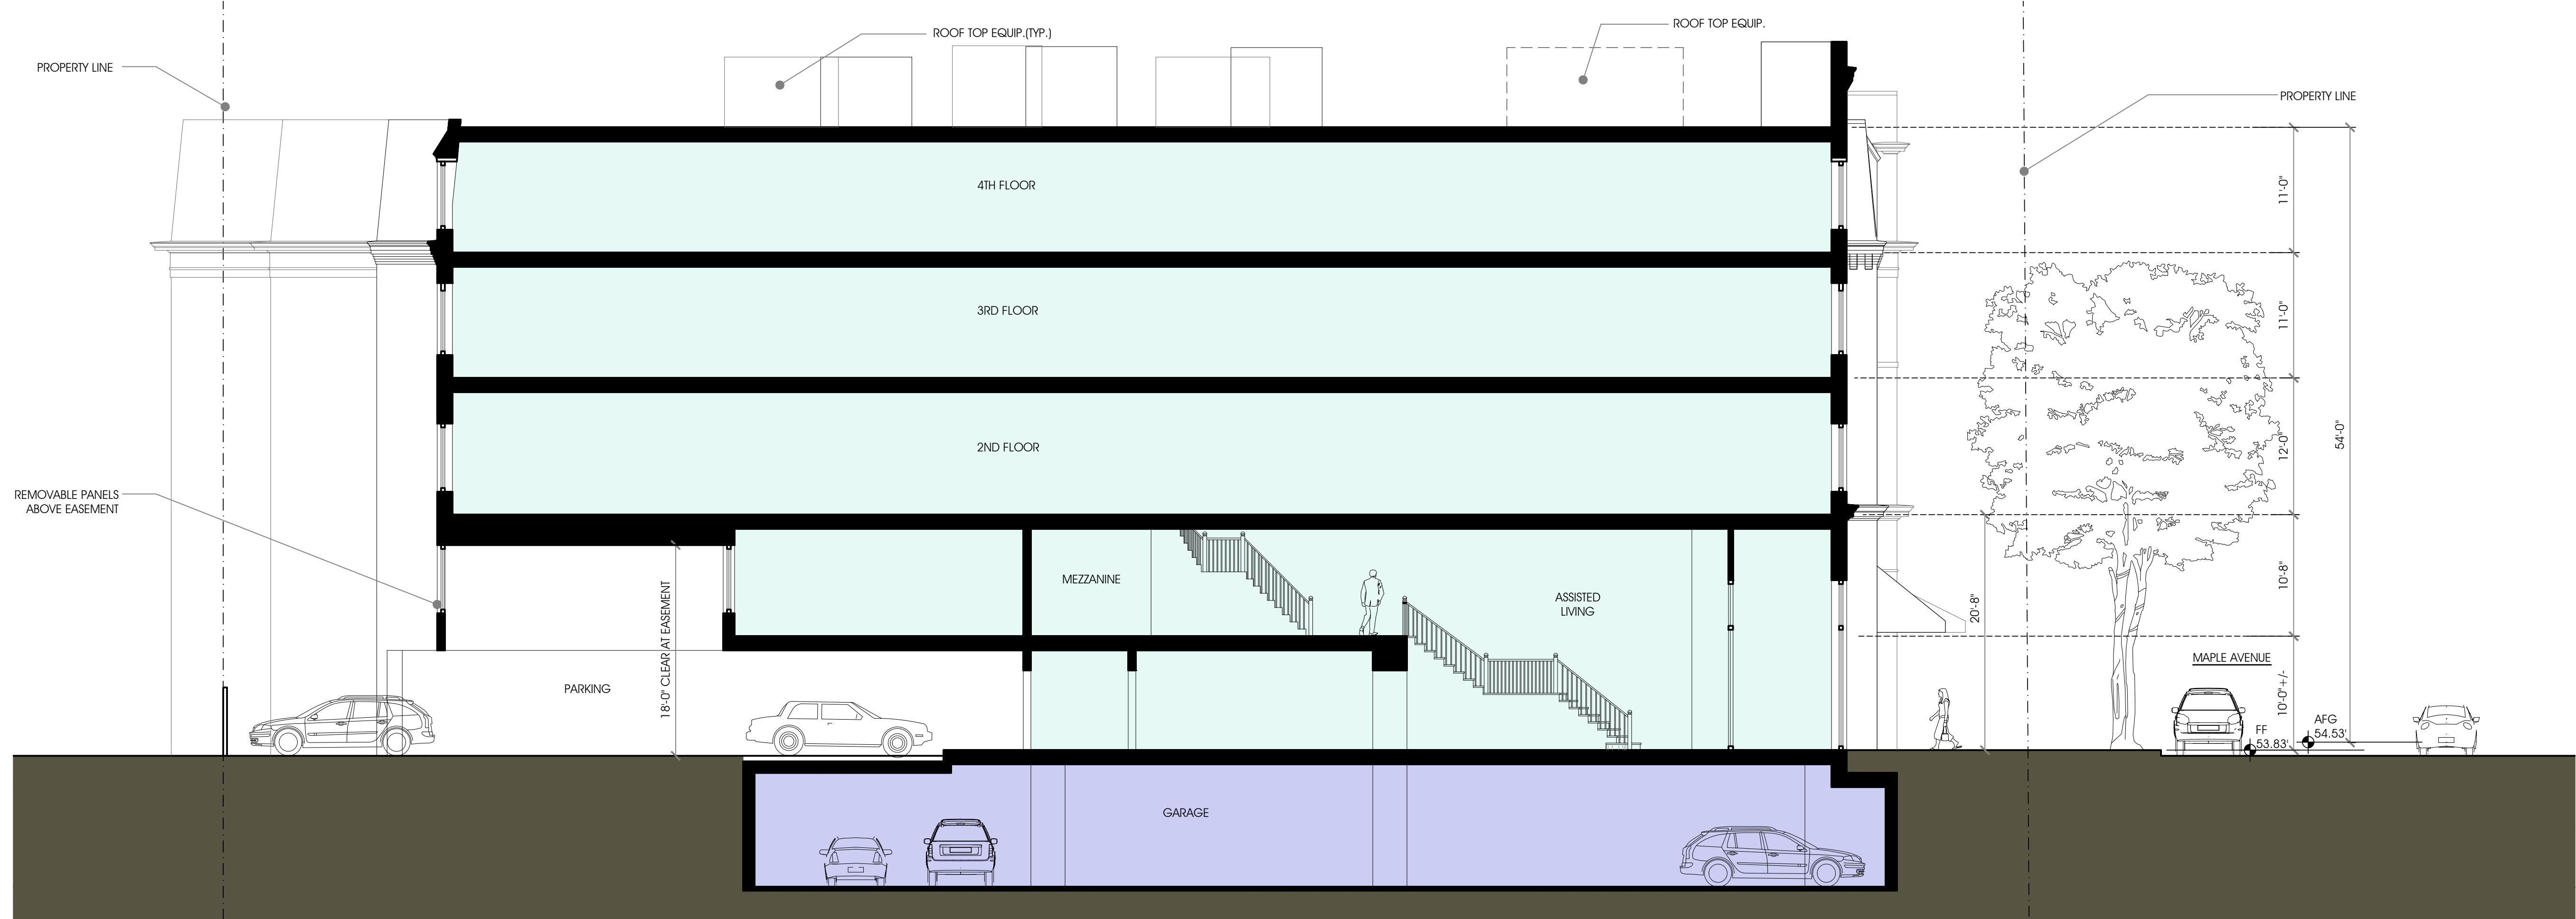 ROOF TOP EQUIP.
ROOF TOP EQUIP.(TYP.)
PROPERTY LINE
PROPERTY LINE
4TH FLOOR
11'-0"
3RD FLOOR
11'-0"
2ND FLOOR
12'-0"
54'-0"
REMOVABLE PANELS
ABOVE EASEMENT
MEZZANINE
10'-8"
ASSISTED
LIVING
20'-8"
18'-0" CLEAR AT EASEMENT
MAPLE AVENUE
PARKING
10'-0"+/-
AFG
54.53'
FF
53.83'
GARAGE